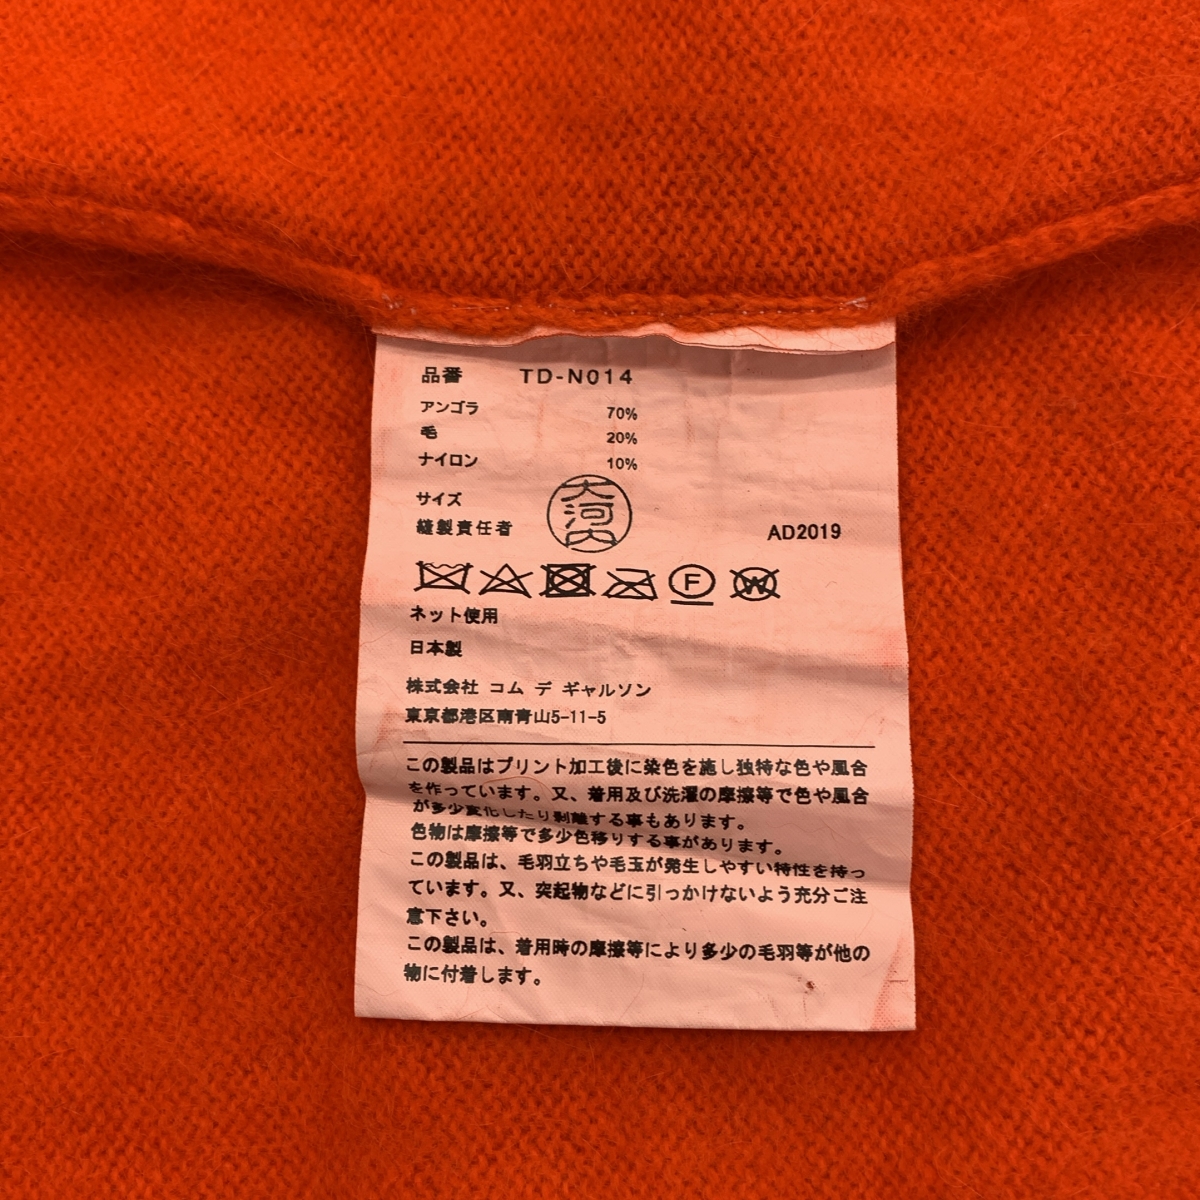 品番 TD-N014
アンゴラ 70%
毛 20%
ナイロン 10%
サイズ
縫製責任者 大河内 AD2019
F W
ネット使用
日本製
株式会社 コム デ ギャルソン
東京都港区南青山5-11-5
この製品はプリント加工後に染色を施し独特な色や風合
を作っています。又、着用及び洗濯の摩擦等で色や風合
が多少変化したり剥離する事もあります。
色物は摩擦等で多少色移りする事があります。
この製品は、毛羽立ちや毛玉が発生しやすい特性を持っ
ています。又、突起物などに引っかけないよう充分ご注
意下さい。
この製品は、着用時の摩擦等により多少の毛羽等が他の
物に付着します。